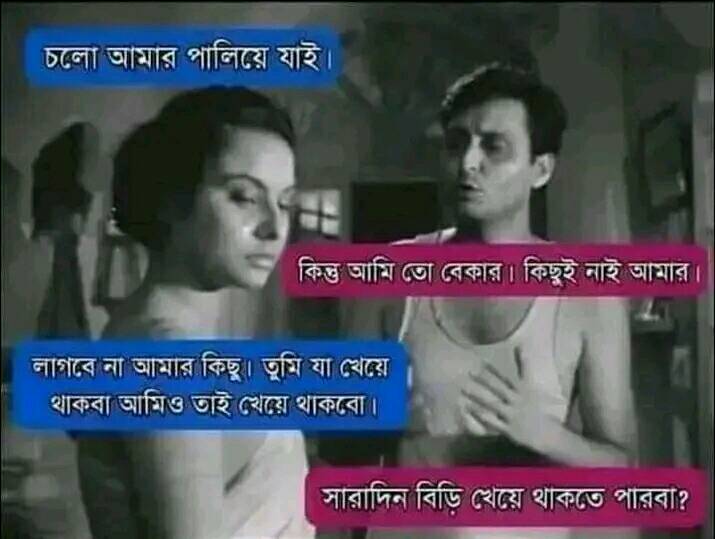 চলো আমার পালিয়ে যাই।
কিন্তু আমি তো বেকার। কিছুই নাই আমার।
লাগবে না আমার কিছু। তুমি যা খেয়ে
থাকবা আমিও তাই খেয়ে থাকবো।
সারাদিন বিড়ি খেয়ে থাকতে পারবা?